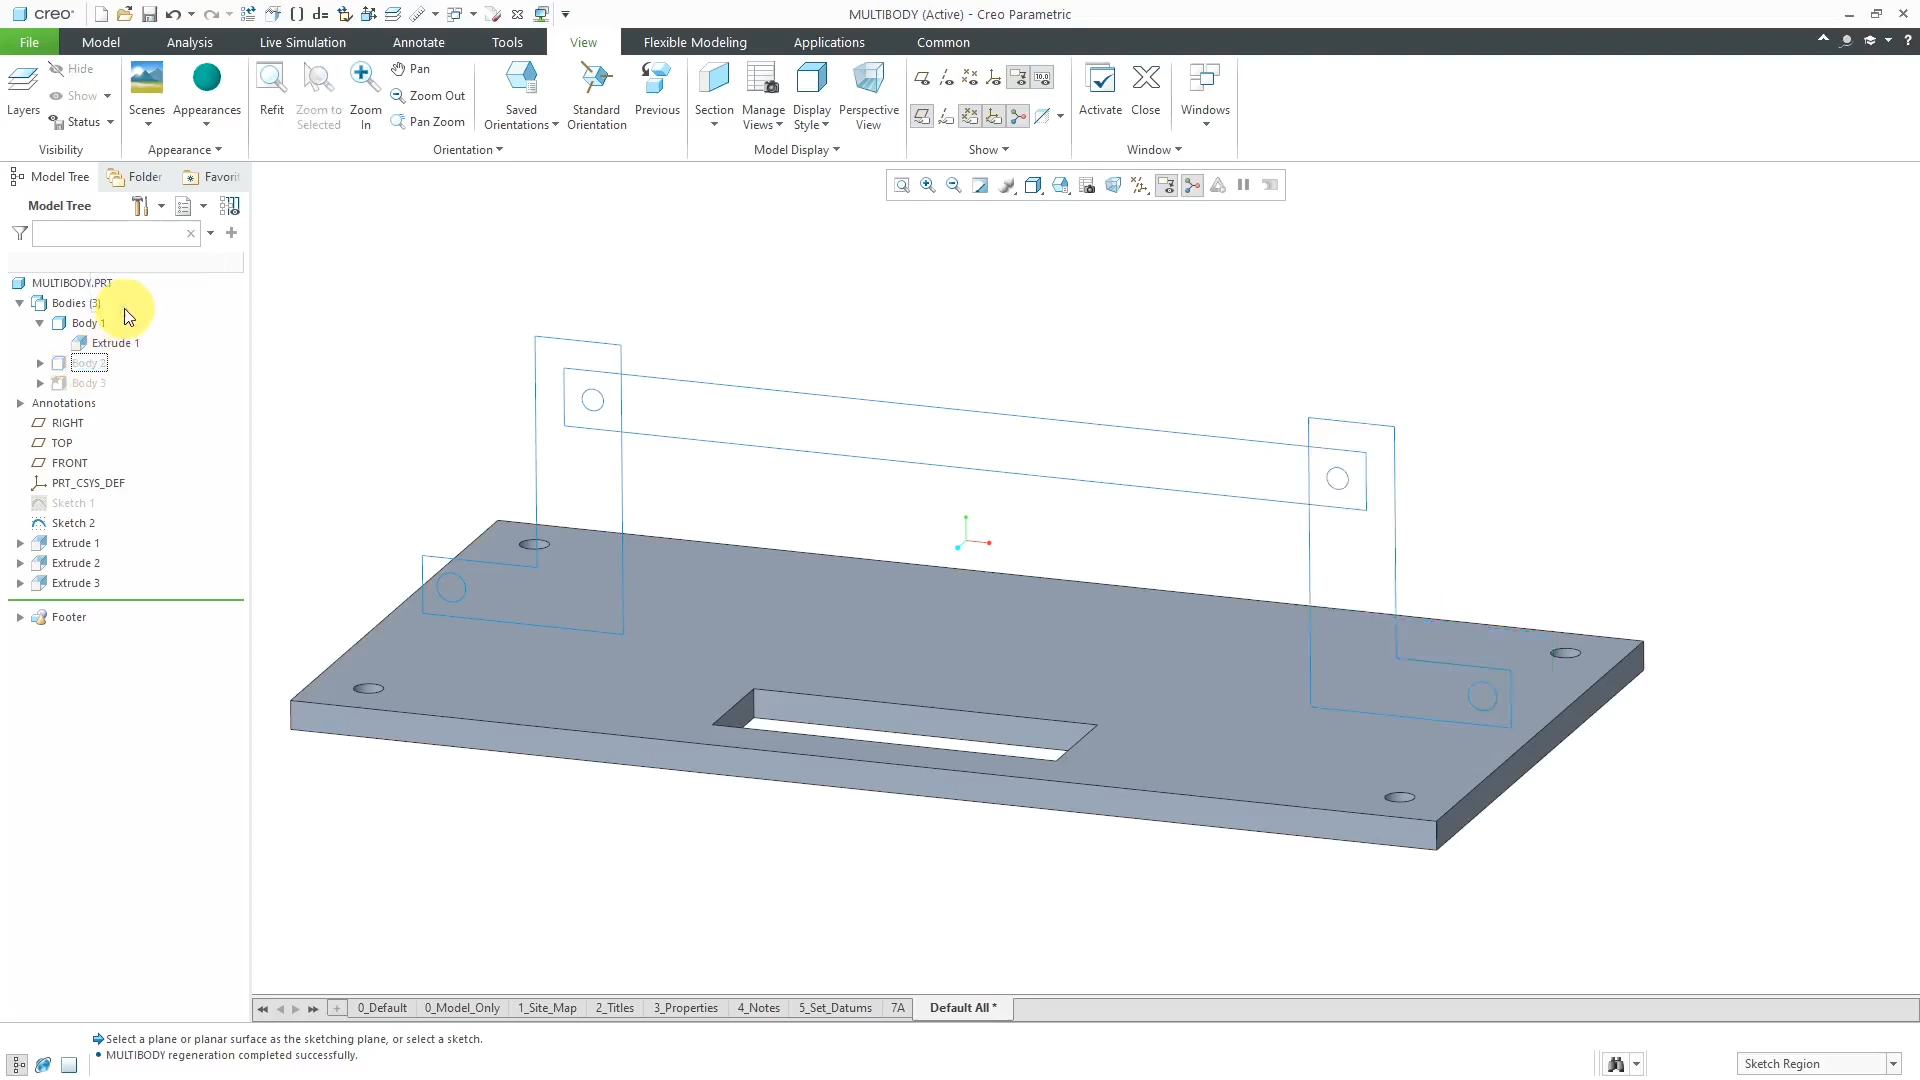 creo
MULTIBODY (Active) - Creo Parametric
File
Model
Analysis
Live Simulation
Annotate
Tools
View
Flexible Modeling
Applications
Common
Layers
Hide
Show
Status
Visibility
Scenes
Appearances
Appearance
Refit
Zoom to
Selected
Zoom
In
Pan
Zoom Out
Pan Zoom
Saved
Orientations
Standard
Orientation
Previous
Orientation
Section
Manage
Views
Display
Style
Perspective
View
Model Display
Show
Activate
Close
Windows
Window
Model Tree
Folder
Favorit
Model Tree
MULTIBODY.PRT
Bodies (3)
Body 1
Extrude 1
Body 2
Body 3
Annotations
RIGHT
TOP
FRONT
PRT_CSYS_DEF
Sketch 1
Sketch 2
Extrude 1
Extrude 2
Extrude 3
Footer
0_Default
0_Model_Only
1_Site_Map
2_Titles
3_Properties
4_Notes
5_Set_Datums
7A
Default All *
Select a plane or planar surface as the sketching plane, or select a sketch.
MULTIBODY regeneration completed successfully.
Sketch Region